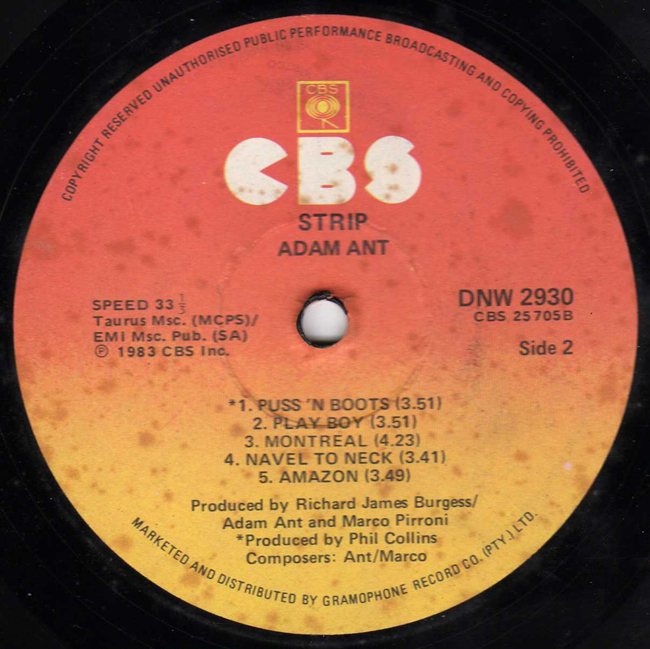 COPYRIGHT RESERVED UNAUTHORISED PUBLIC PERFORMANCE BROADCASTING AND COPYING PROHIBITED
CBS
CBS
STRIP
ADAM ANT
SPEED 33 1/3
Taurus Msc. (MCPS)/
EMI Msc. Pub. (SA)
Ⓟ 1983 CBS Inc.
DNW 2930
CBS 25705B
Side 2
*1. PUSS 'N BOOTS (3.51)
2. PLAY BOY (3.51)
3. MONTREAL (4.23)
4. NAVEL TO NECK (3.41)
5. AMAZON (3.49)
Produced by Richard James Burgess/
Adam Ant and Marco Pirroni
*Produced by Phil Collins
Composers: Ant/Marco
MARKETED AND DISTRIBUTED BY GRAMOPHONE RECORD CO. (PTY.) LTD.